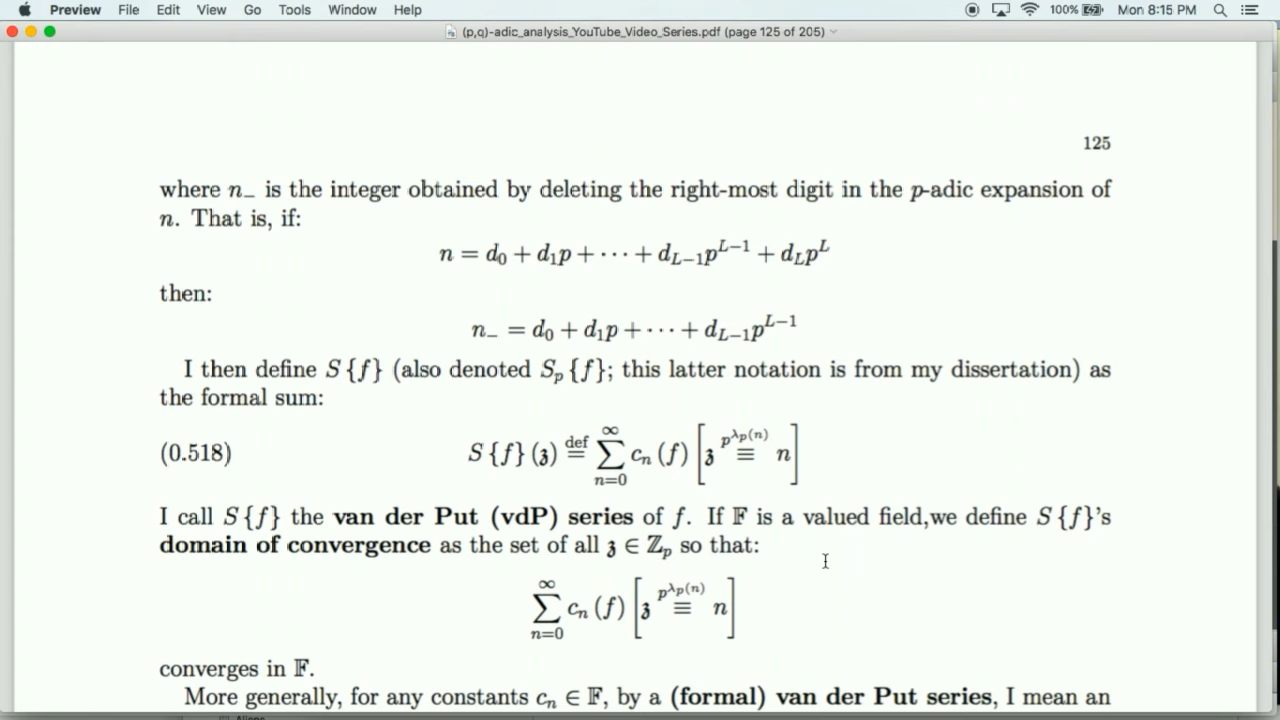 Preview File Edit View Go Tools Window Help 100% Mon 8:15 PM
(p,q)-adic_analysis_YouTube_Video_Series.pdf (page 125 of 205)
125
where n₋ is the integer obtained by deleting the right-most digit in the p-adic expansion of
n. That is, if:
n = d₀ + d₁p + ⋯ + d_{L−1}p^{L−1} + d_L p^L
then:
n₋ = d₀ + d₁p + ⋯ + d_{L−1}p^{L−1}
I then define S{f} (also denoted S_p{f}; this latter notation is from my dissertation) as
the formal sum:
(0.518) S{f}(𝔷) \overset{def}{=} ∑_{n=0}^{∞} c_n(f) [𝔷 \overset{p^{λ_p(n)}}{≡} n]
I call S{f} the van der Put (vdP) series of f. If 𝔽 is a valued field,we define S{f}'s
domain of convergence as the set of all 𝔷 ∈ ℤ_p so that:
∑_{n=0}^{∞} c_n(f) [𝔷 \overset{p^{λ_p(n)}}{≡} n]
converges in 𝔽.
More generally, for any constants c_n ∈ 𝔽, by a (formal) van der Put series, I mean an